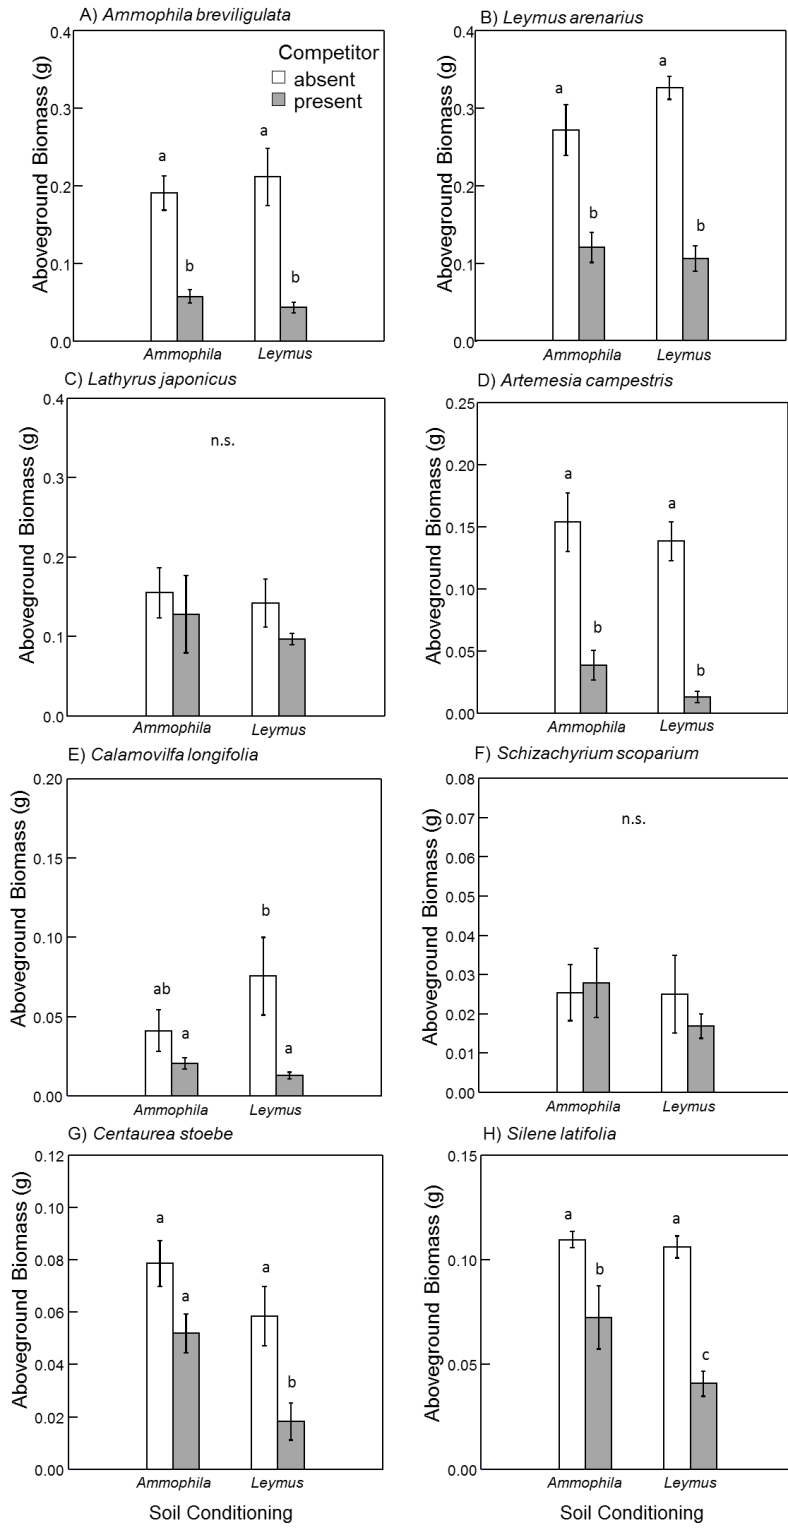 A) Ammophila breviligulata
Competitor
absent
present
Aboveground Biomass (g)
0.4
0.3
0.2
0.1
0.0
a
b
a
b
Ammophila
Leymus
B) Leymus arenarius
Aboveground Biomass (g)
0.4
0.3
0.2
0.1
0.0
a
b
a
b
Ammophila
Leymus
C) Lathyrus japonicus
Aboveground Biomass (g)
0.4
0.3
0.2
0.1
0.0
n.s.
Ammophila
Leymus
D) Artemesia campestris
Aboveground Biomass (g)
0.25
0.20
0.15
0.10
0.05
0.00
a
b
a
b
Ammophila
Leymus
E) Calamovilfa longifolia
Aboveground Biomass (g)
0.20
0.15
0.10
0.05
0.00
ab
a
b
a
Ammophila
Leymus
F) Schizachyrium scoparium
Aboveground Biomass (g)
0.08
0.07
0.06
0.05
0.04
0.03
0.02
0.01
0.00
n.s.
Ammophila
Leymus
G) Centaurea stoebe
Aboveground Biomass (g)
0.12
0.10
0.08
0.06
0.04
0.02
0.00
a
a
a
b
Ammophila
Leymus
Soil Conditioning
H) Silene latifolia
Aboveground Biomass (g)
0.15
0.10
0.05
0.00
a
b
a
c
Ammophila
Leymus
Soil Conditioning